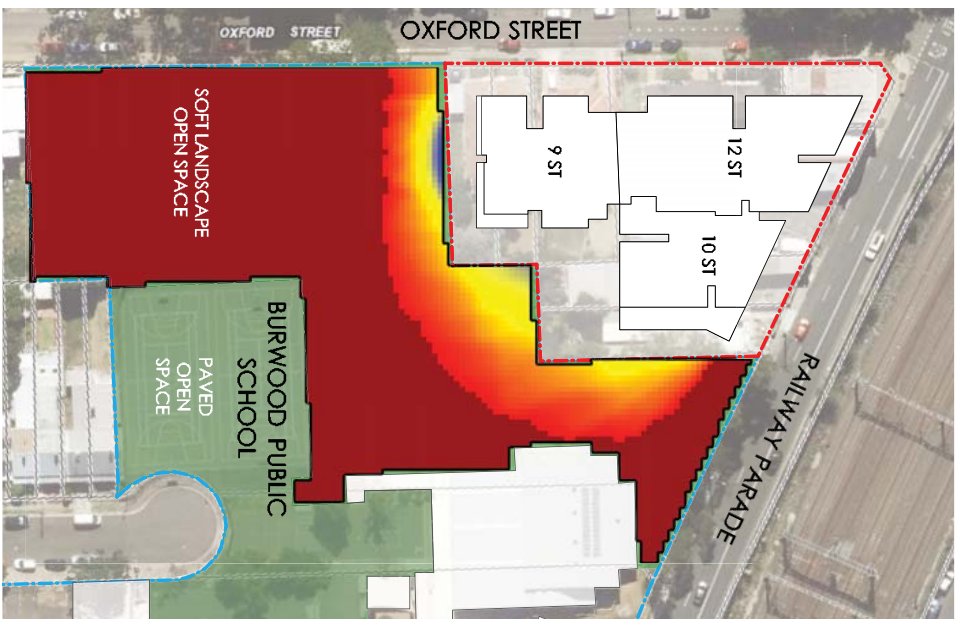 OXFORD STREET
OXFORD STREET
SOFT LANDSCAPE
OPEN SPACE
9 ST
12 ST
10 ST
BURWOOD PUBLIC
SCHOOL
PAVED
OPEN
SPACE
RAILWAY PARADE